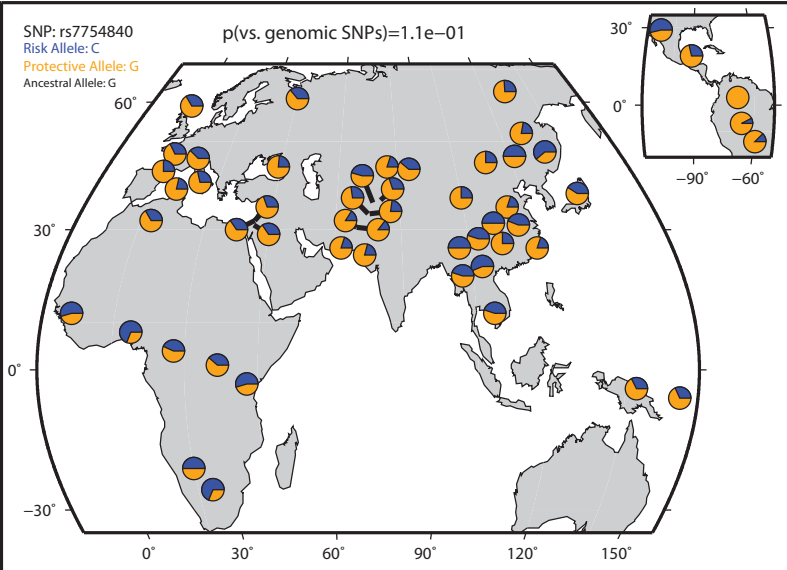 SNP: rs7754840
Risk Allele: C
Protective Allele: G
Ancestral Allele: G
p(vs. genomic SNPs)=1.1e−01
30˚
0˚
−90˚ −60˚
60˚
30˚
0˚
−30˚
0˚ 30˚ 60˚ 90˚ 120˚ 150˚